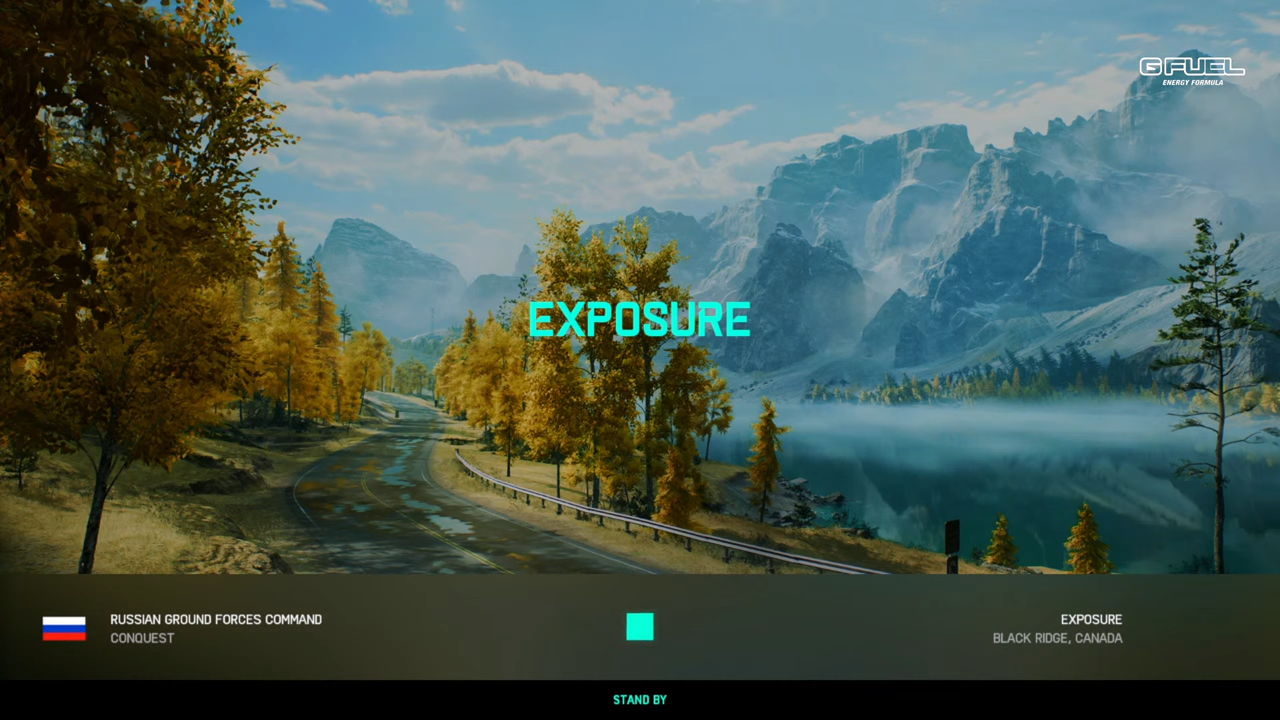 GFUEL
ENERGY FORMULA
EXPOSURE
RUSSIAN GROUND FORCES COMMAND
CONQUEST
EXPOSURE
BLACK RIDGE, CANADA
STAND BY